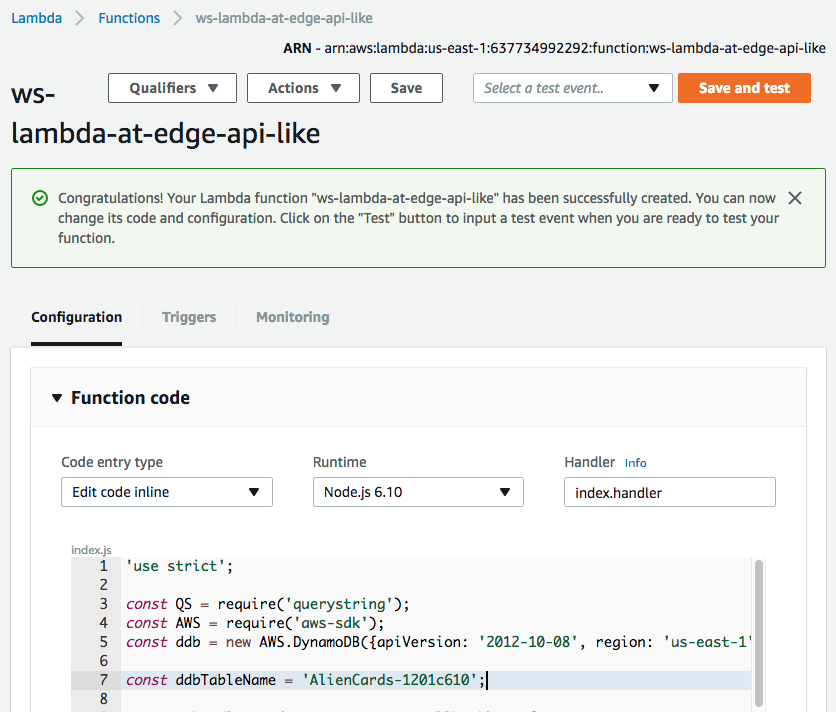 Lambda > Functions > ws-lambda-at-edge-api-like
ARN - arn:aws:lambda:us-east-1:637734992292:function:ws-lambda-at-edge-api-like
ws-
lambda-at-edge-api-like
Qualifiers Actions Save Select a test event.. Save and test
Congratulations! Your Lambda function "ws-lambda-at-edge-api-like" has been successfully created. You can now
change its code and configuration. Click on the "Test" button to input a test event when you are ready to test your
function.
Configuration Triggers Monitoring
Function code
Code entry type Runtime Handler Info
Edit code inline Node.js 6.10 index.handler
index.js
1 'use strict';
2
3 const QS = require('querystring');
4 const AWS = require('aws-sdk');
5 const ddb = new AWS.DynamoDB({apiVersion: '2012-10-08', region: 'us-east-1'
6
7 const ddbTableName = 'AlienCards-1201c610';
8